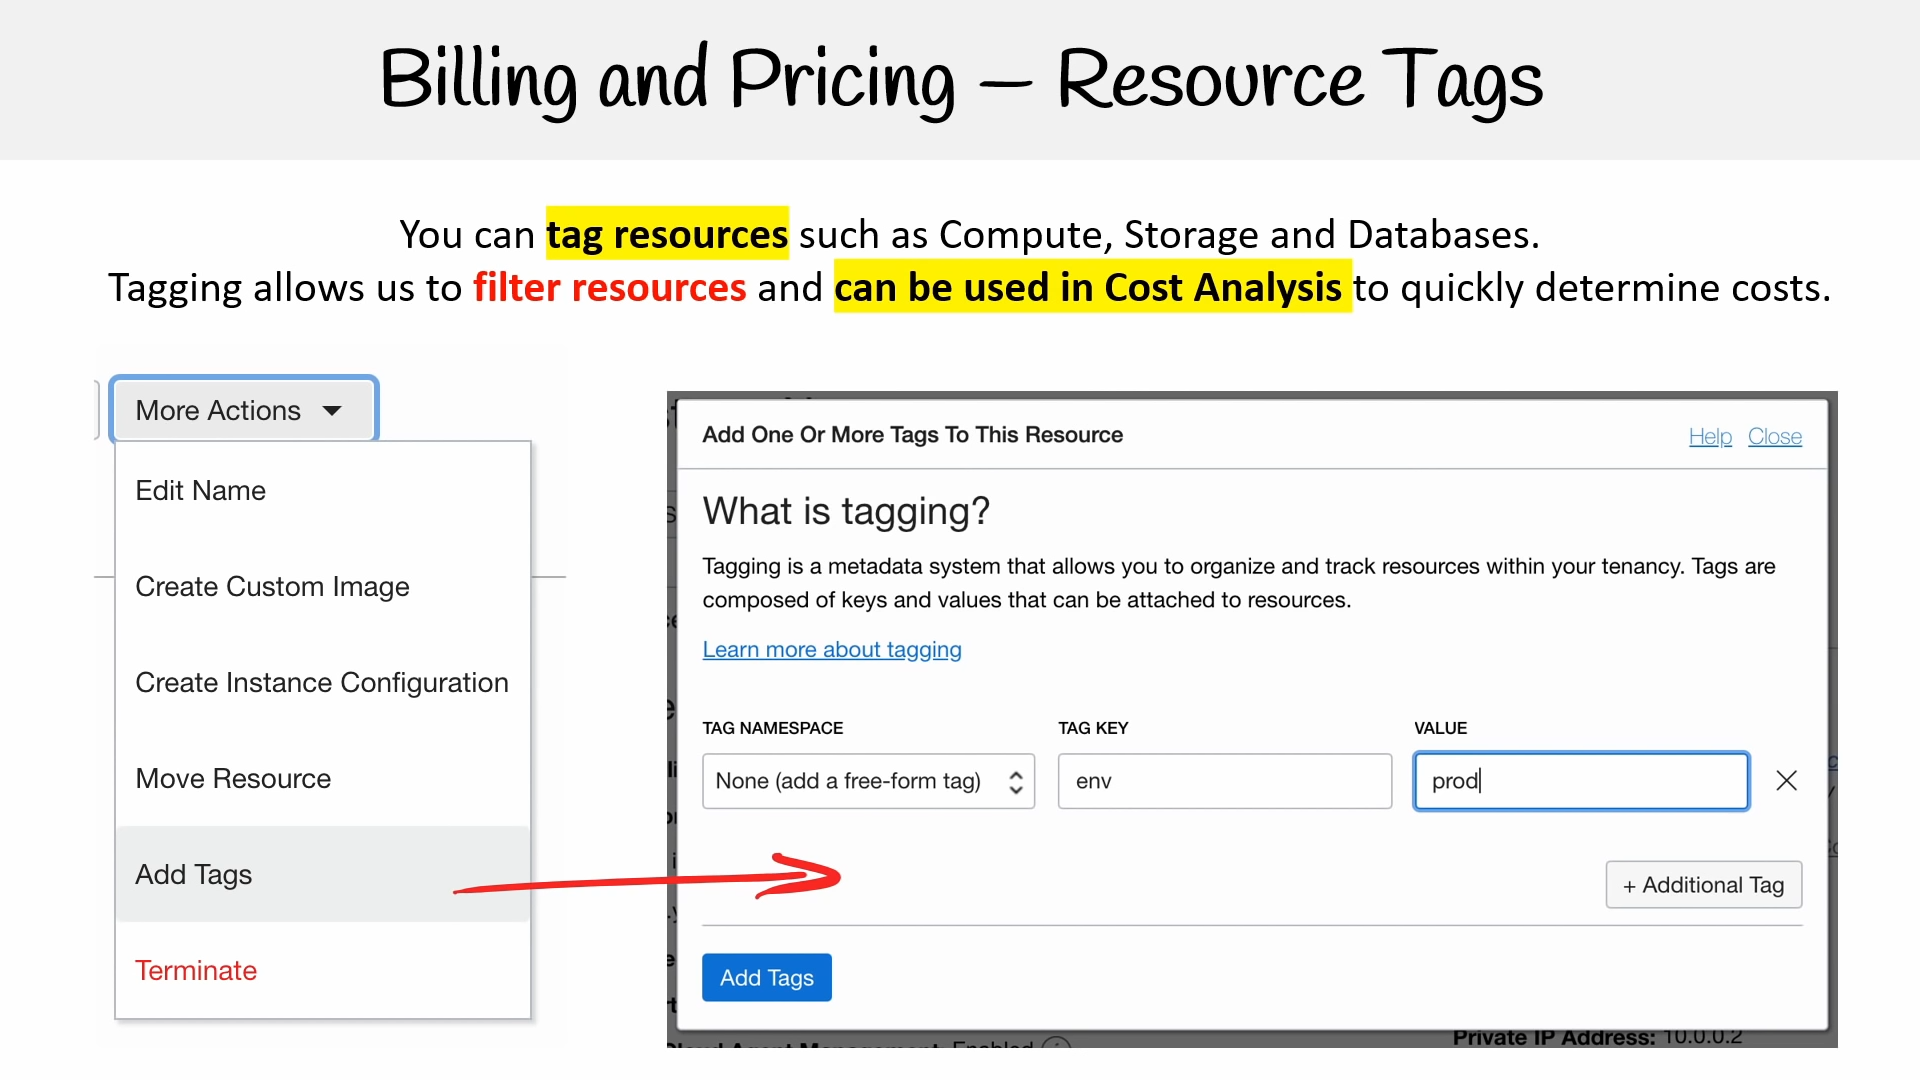 Billing and Pricing – Resource Tags
You can tag resources such as Compute, Storage and Databases.
Tagging allows us to filter resources and can be used in Cost Analysis to quickly determine costs.
More Actions
Edit Name
Create Custom Image
Create Instance Configuration
Move Resource
Add Tags
Terminate
Add One Or More Tags To This Resource
Help Close
What is tagging?
Tagging is a metadata system that allows you to organize and track resources within your tenancy. Tags are
composed of keys and values that can be attached to resources.
Learn more about tagging
TAG NAMESPACE TAG KEY VALUE
None (add a free-form tag) env prod
+ Additional Tag
Add Tags
Private IP Address: 10.0.0.2